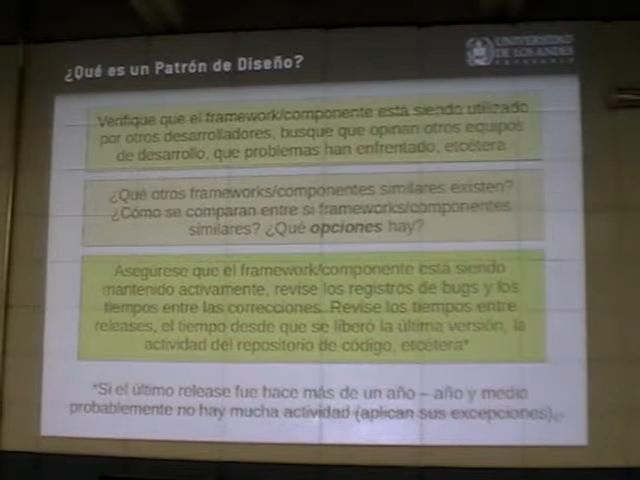 ¿Qué es un Patrón de Diseño?
UNIVERSIDAD
DE LOS ANDES
Verifique que el framework/componente está siendo utilizado
por otros desarrolladores, busque que opinan otros equipos
de desarrollo, que problemas han enfrentado, etcétera
¿Qué otros frameworks/componentes similares existen?
¿Cómo se comparan entre si frameworks/componentes
similares? ¿Qué opciones hay?
Asegúrese que el framework/componente está siendo
mantenido activamente, revise los registros de bugs y los
tiempos entre las correcciones. Revise los tiempos entre
releases, el tiempo desde que se liberó la última versión, la
actividad del repositorio de código, etcétera*
*Si el último release fue hace más de un año – año y medio
probablemente no hay mucha actividad (aplican sus excepciones).